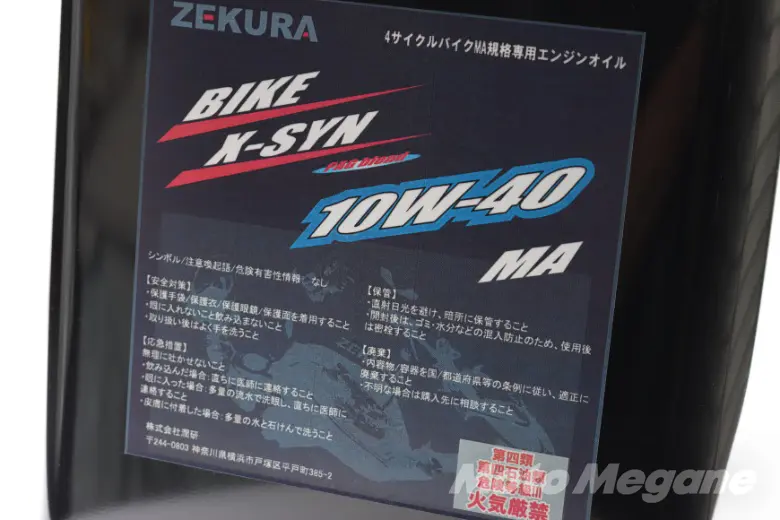 ZEKURA
4サイクルバイクMA規格専用エンジンオイル
BIKE
X-SYN
PSS blend
10W-40
MA
シンボル/注意喚起語/危険有害性情報：なし
【安全対策】
・保護手袋/保護衣/保護眼鏡/保護面を着用すること
・眼に入れないこと飲み込まないこと
・取り扱い後はよく手を洗うこと
【応急措置】
無理に吐かせないこと
・飲み込んだ場合：直ちに医師に連絡すること
・眼に入った場合：多量の流水で洗眼し、直ちに医師に
連絡すること
・皮膚に付着した場合：多量の水と石けんで洗うこと
株式会社潤研
〒244-0803 神奈川県横浜市戸塚区平戸町385-2
【保管】
・直射日光を避け、暗所に保管すること
・開封後は、ゴミ・水分などの混入防止のため、使用後
は密栓すること
【廃棄】
・内容物/容器を国/都道府県等の条例に従い、適正に
廃棄すること
・不明な場合は購入先に相談すること
第四類
第四石油類
危険等級III
火気厳禁
Moto Megane